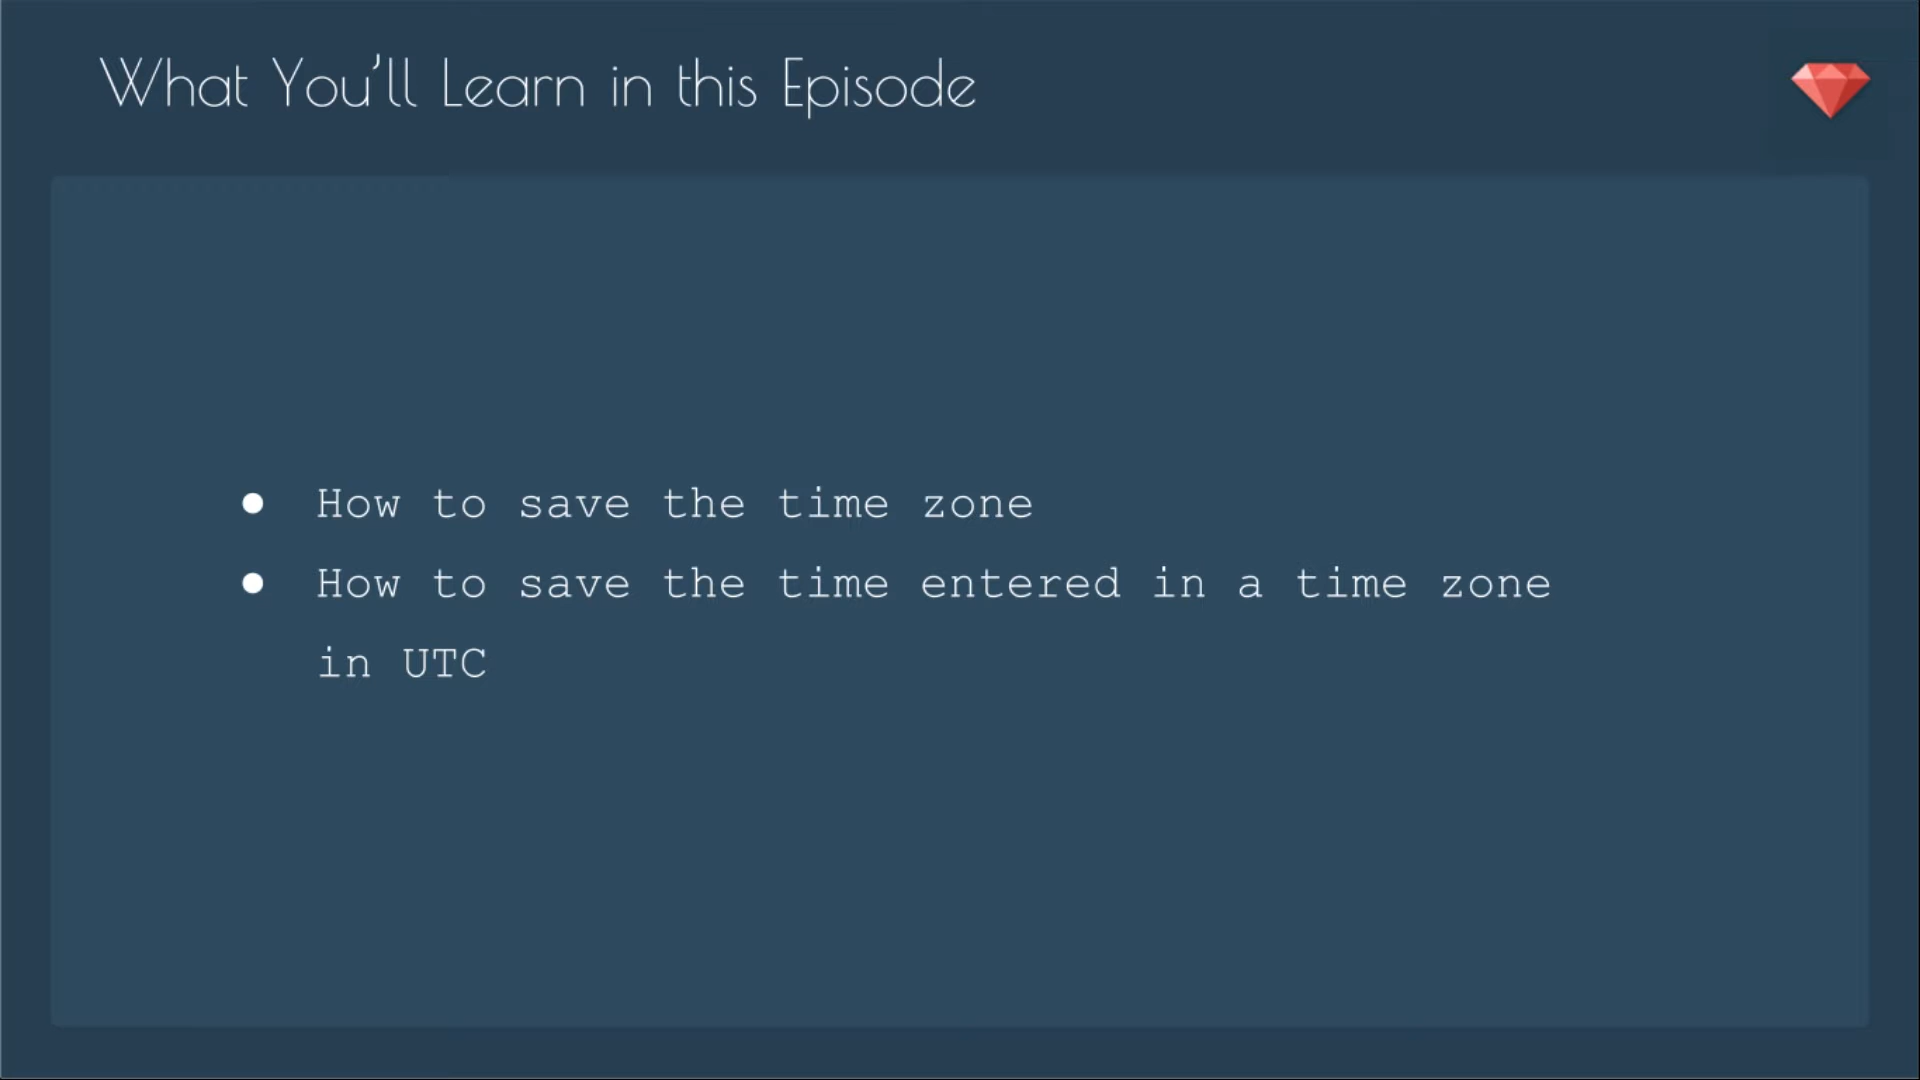 What You’ll Learn in this Episode
● How to save the time zone
● How to save the time entered in a time zone
in UTC